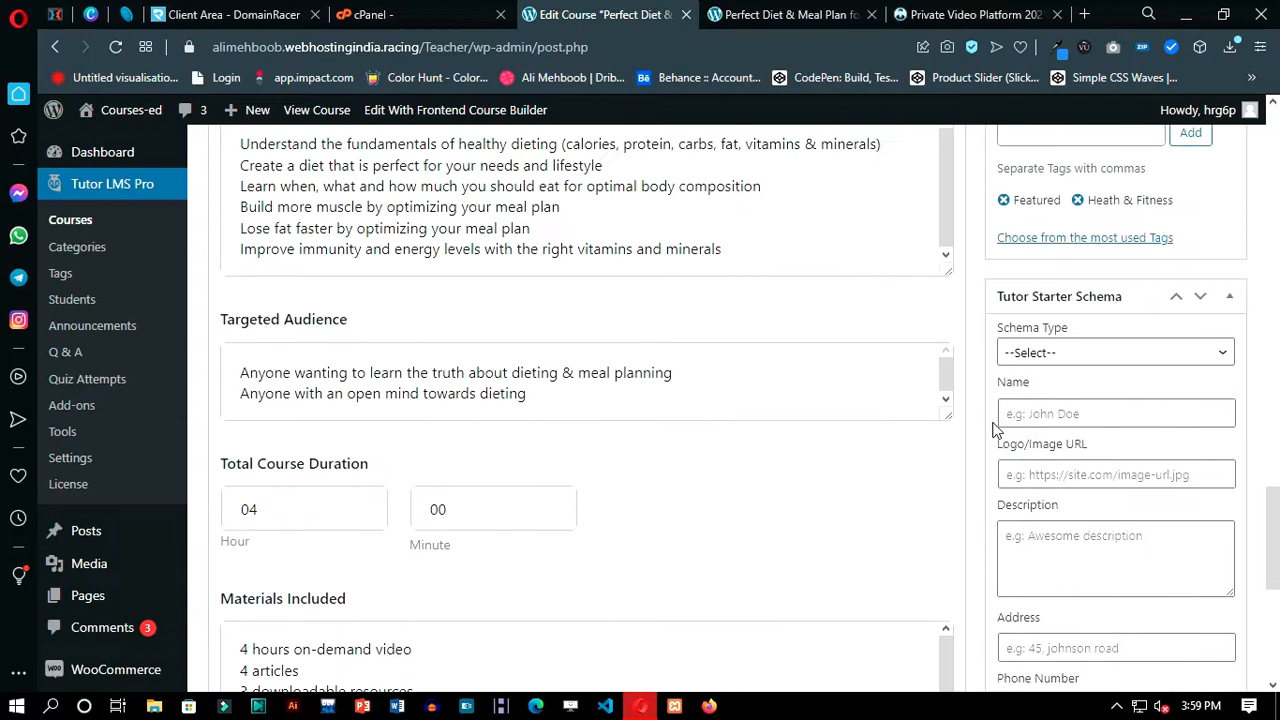 Client Area - DomainRacer
cPanel -
Edit Course "Perfect Diet &
Perfect Diet & Meal Plan fo
Private Video Platform 202
alimehboob.webhostingindia.racing/Teacher/wp-admin/post.php
Untitled visualisatio...
Login
app.impact.com
Color Hunt - Color...
Ali Mehboob | Drib...
Behance :: Account...
CodePen: Build, Tes...
Product Slider (Slick...
Simple CSS Waves |...
Courses-ed
3
New
View Course
Edit With Frontend Course Builder
Howdy, hrg6p
Dashboard
Tutor LMS Pro
Courses
Categories
Tags
Students
Announcements
Q & A
Quiz Attempts
Add-ons
Tools
Settings
License
Posts
Media
Pages
Comments 3
WooCommerce
Understand the fundamentals of healthy dieting (calories, protein, carbs, fat, vitamins & minerals)
Create a diet that is perfect for your needs and lifestyle
Learn when, what and how much you should eat for optimal body composition
Build more muscle by optimizing your meal plan
Lose fat faster by optimizing your meal plan
Improve immunity and energy levels with the right vitamins and minerals
Targeted Audience
Anyone wanting to learn the truth about dieting & meal planning
Anyone with an open mind towards dieting
Total Course Duration
04
00
Hour
Minute
Materials Included
4 hours on-demand video
4 articles
3 downloadable resources
Add
Separate Tags with commas
Featured
Heath & Fitness
Choose from the most used Tags
Tutor Starter Schema
Schema Type
--Select--
Name
e.g: John Doe
Logo/Image URL
e.g: https://site.com/image-url.jpg
Description
e.g: Awesome description
Address
e.g: 45, johnson road
Phone Number
3:59 PM